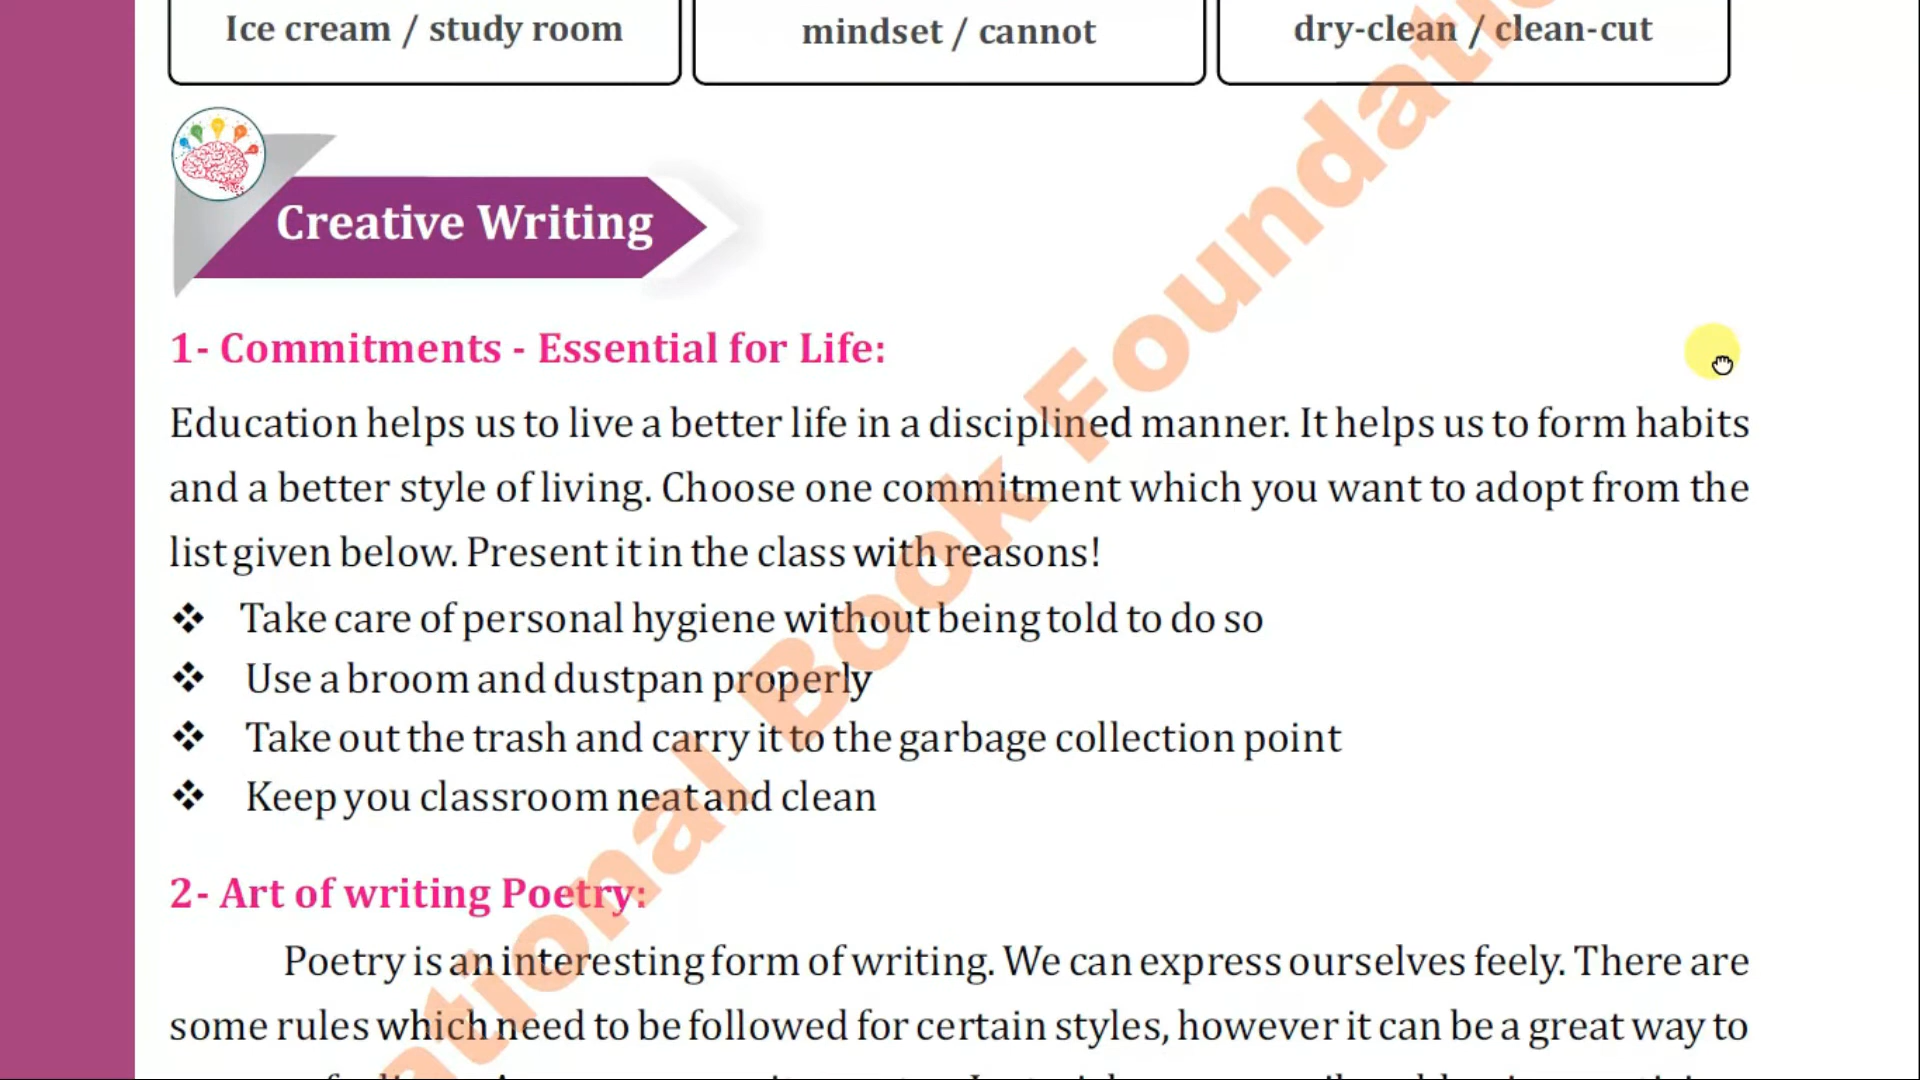 Ice cream / study room
mindset / cannot
dry-clean / clean-cut
Creative Writing
1- Commitments - Essential for Life:
Education helps us to live a better life in a disciplined manner. It helps us to form habits
and a better style of living. Choose one commitment which you want to adopt from the
list given below. Present it in the class with reasons!
❖ Take care of personal hygiene without being told to do so
❖ Use a broom and dustpan properly
❖ Take out the trash and carry it to the garbage collection point
❖ Keep you classroom neat and clean
2- Art of writing Poetry:
Poetry is an interesting form of writing. We can express ourselves feely. There are
some rules which need to be followed for certain styles, however it can be a great way to
Book